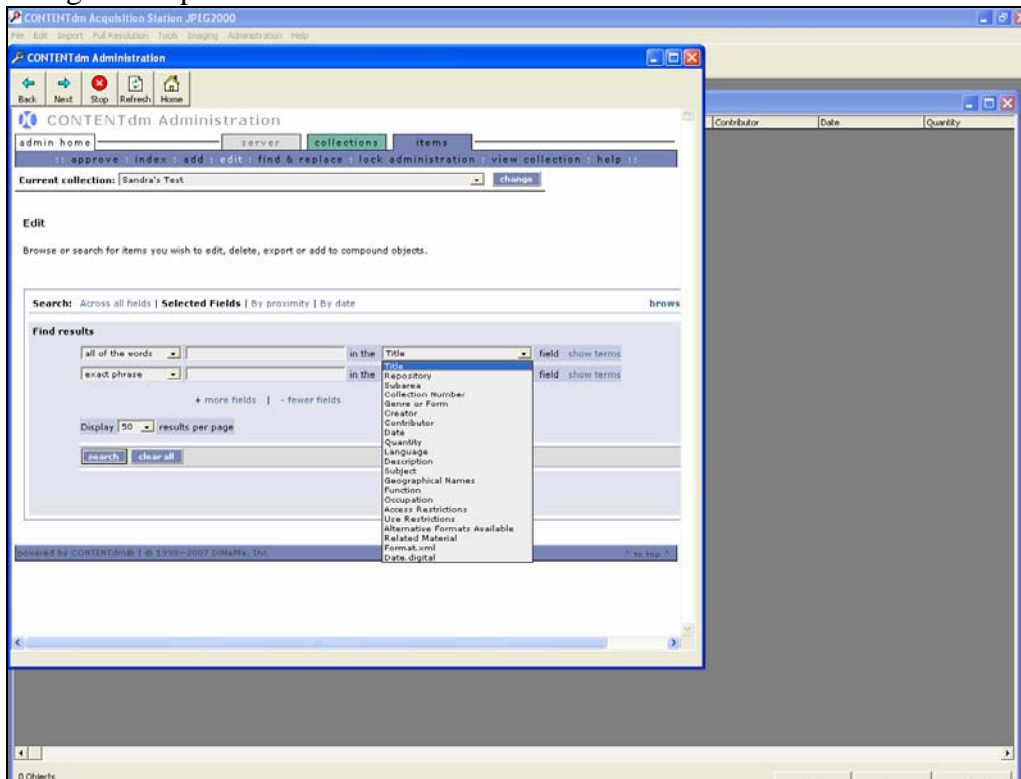 CONTENTdm Acquisition Station JPEG2000
File Edit Import Full Resolution Tools Imaging Administration Help
CONTENTdm Administration
Back Next Stop Refresh Home
CONTENTdm Administration
Contributor Date Quantity
admin home server collections items
:: approve : index : add : edit : find & replace : lock administration : view collection : help ::
Current collection: Sandra's Test change
Edit
Browse or search for items you wish to edit, delete, export or add to compound objects.
Search: Across all fields | Selected Fields | By proximity | By date brows
Find results
all of the words in the Title field show terms
exact phrase in the field show terms
Title
Repository
Subarea
Collection Number
Genre or Form
Creator
Contributor
Date
Quantity
Language
Description
Subject
Geographical Names
Function
Occupation
Access Restrictions
Use Restrictions
Alternative Formats Available
Related Material
Format.xml
Date.digital
+ more fields | - fewer fields
Display 50 results per page
search clear all
powered by CONTENTdm® | © 1990-2007 DiMeMa, Inc. ^ to top ^
0 Objects